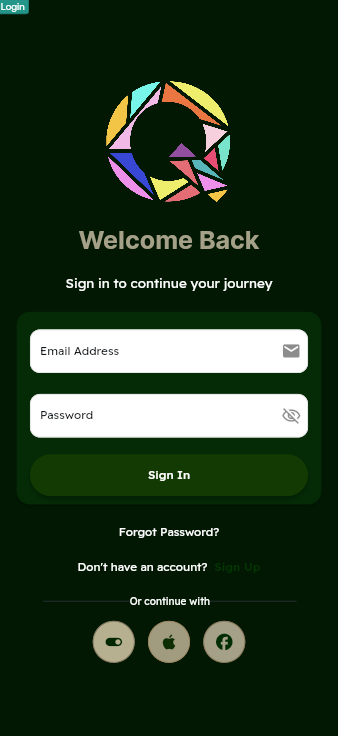 Login
Welcome Back
Sign in to continue your journey
Email Address
Password
Sign In
Forgot Password?
Don't have an account? Sign Up
Or continue with